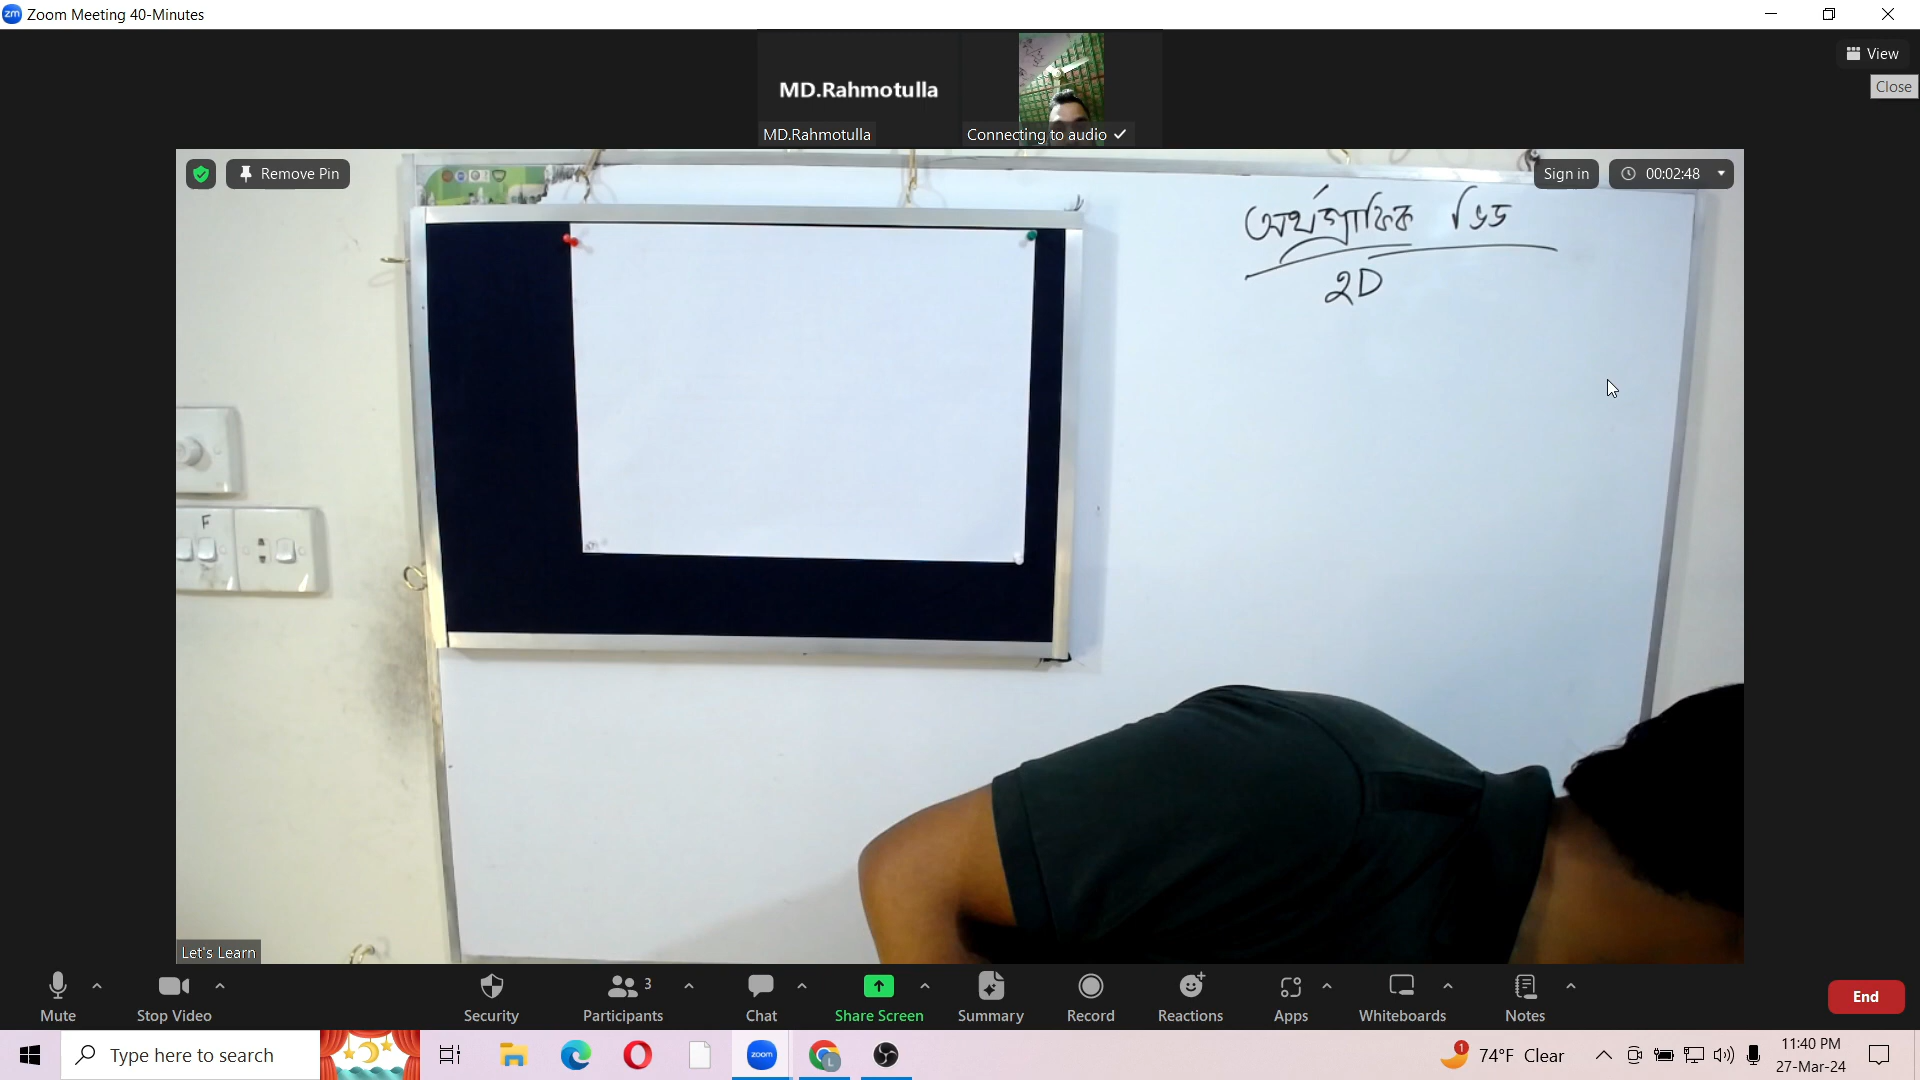 Zoom Meeting 40-Minutes
View
Close
MD.Rahmotulla
MD.Rahmotulla
Connecting to audio
Remove Pin
Sign in
00:02:48
2D
F
Let's Learn
Mute
Stop Video
Security
Participants
3
Chat
Share Screen
Summary
Record
Reactions
Apps
Whiteboards
Notes
End
Type here to search
zoom
L
1
74°F Clear
11:40 PM
27-Mar-24